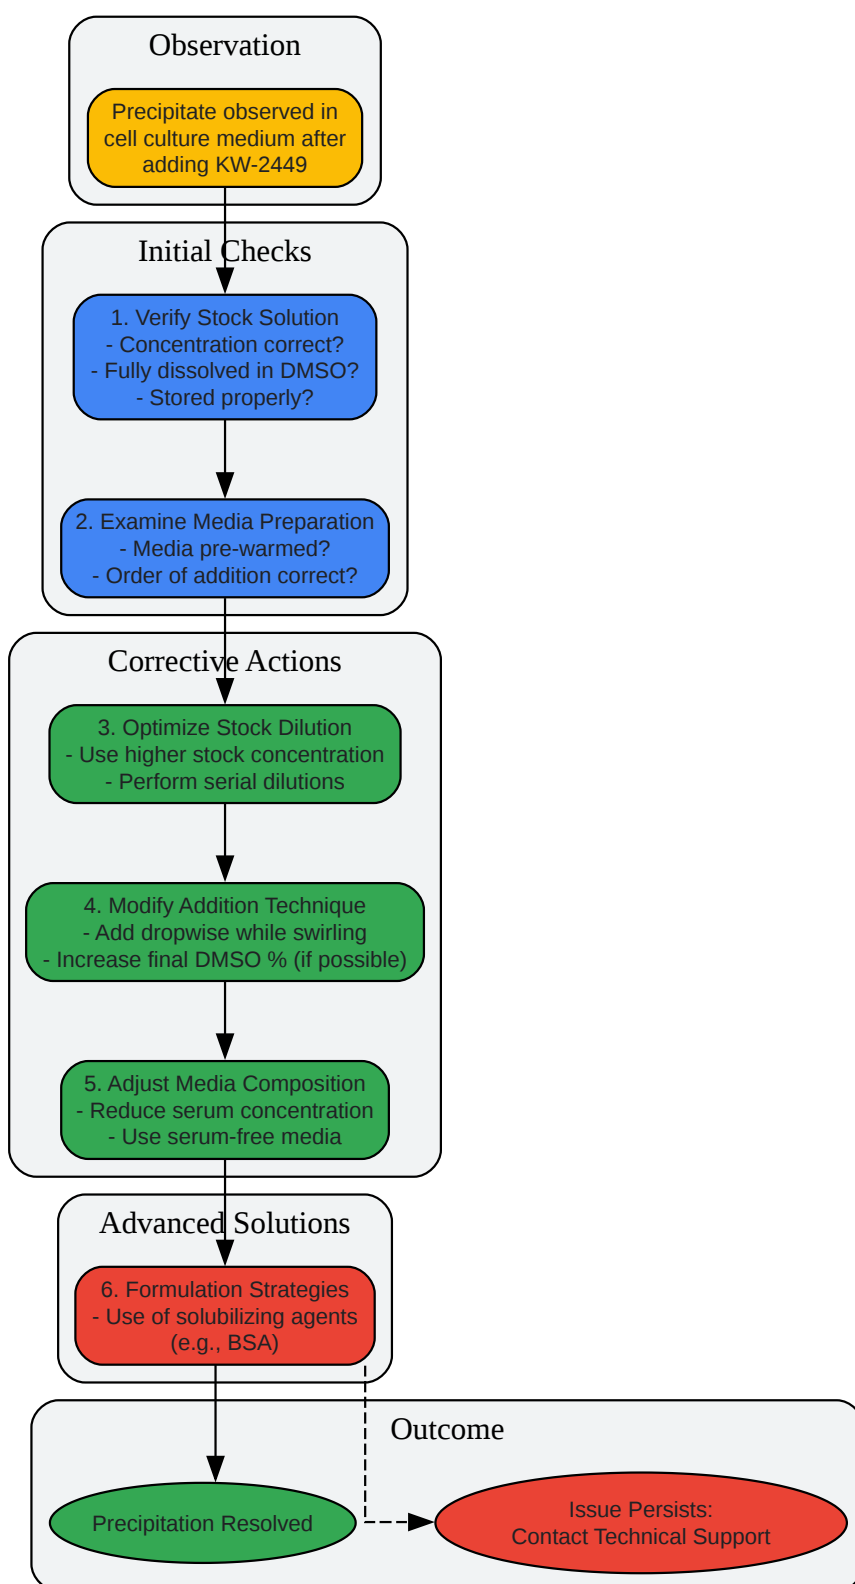 Observation
Precipitate observed in
cell culture medium after
adding KW-2449
Initial Checks
1. Verify Stock Solution
- Concentration correct?
- Fully dissolved in DMSO?
- Stored properly?
2. Examine Media Preparation
- Media pre-warmed?
- Order of addition correct?
Corrective Actions
3. Optimize Stock Dilution
- Use higher stock concentration
- Perform serial dilutions
4. Modify Addition Technique
- Add dropwise while swirling
- Increase final DMSO % (if possible)
5. Adjust Media Composition
- Reduce serum concentration
- Use serum-free media
Advanced Solutions
6. Formulation Strategies
- Use of solubilizing agents
(e.g., BSA)
Outcome
Precipitation Resolved
Issue Persists:
Contact Technical Support